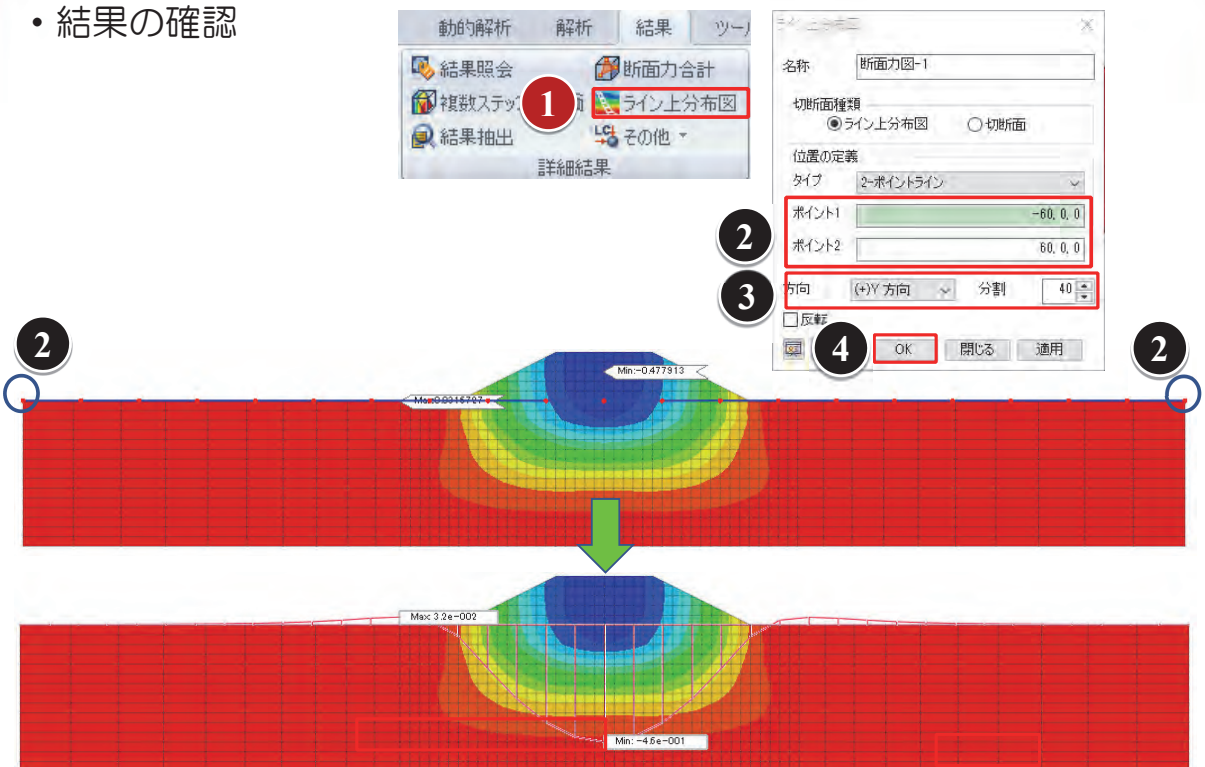 ・結果の確認
動的解析 解析 結果 ツール
結果照会 断面力合計
複数ステップ 1 ライン上分布図
結果抽出 その他
詳細結果
名称 断面力図-1
切断面種類
ライン上分布図 切断面
位置の定義
タイプ 2-ポイントライン
ポイント1 -60, 0, 0
2
ポイント2 60, 0, 0
3 方向 (+)Y 方向 分割 40
反転
4 OK 閉じる 適用
2 2
Min:-0.477913
Max:0.0315727
Max: 3.2e-002
Min: -4.6e-001